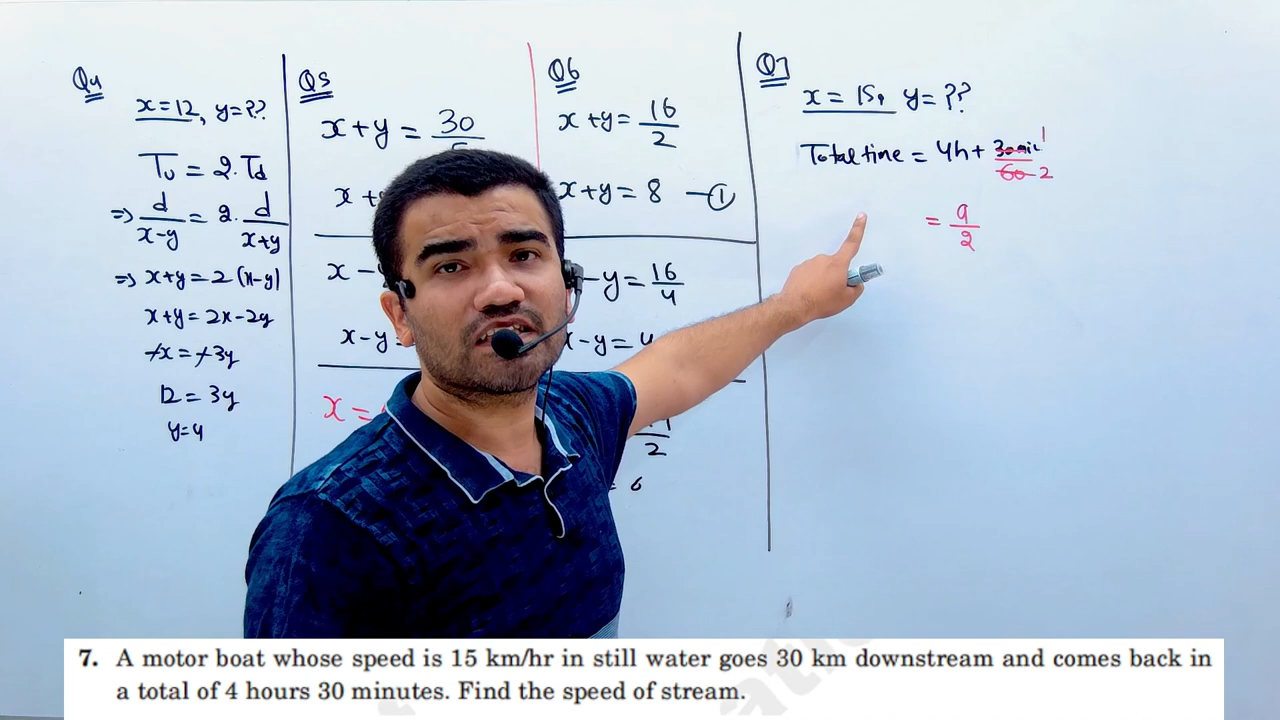 Q4
x=12, y=??
Tu = 2.Td
=> d/x-y = 2. d/x+y
=> x+y=2(x-y)
x+y=2x-2y
-x=-3y
12=3y
y=4
Q5
x+y = 30
x-y
x =
Q6
x+y = 16/2
x+y = 8 —①
-y = 16/4
x-y = 4
2
6
Q7
x = 15, y=??
Total time = 4h + 30min/60 1/2
= 9/2
7. A motor boat whose speed is 15 km/hr in still water goes 30 km downstream and comes back in
a total of 4 hours 30 minutes. Find the speed of stream.